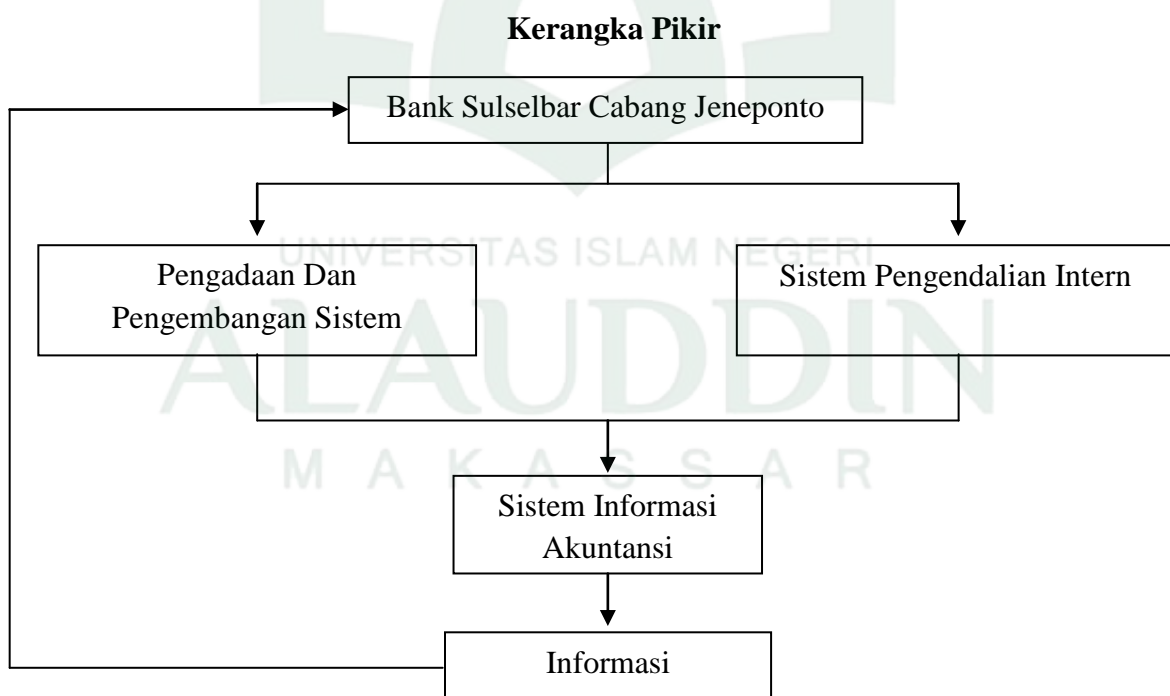 Kerangka Pikir
Bank Sulselbar Cabang Jeneponto
UNIVERSITAS ISLAM NEGERI
Pengadaan Dan
Pengembangan Sistem
Sistem Pengendalian Intern
ALAUDDIN
MAKASSAR
Sistem Informasi
Akuntansi
Informasi